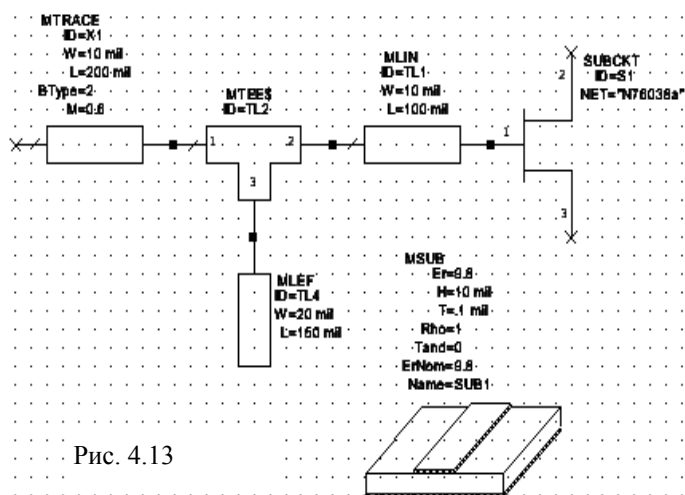 MTRACE
ID=X1
W=10 mil
L=200 mil
BType=2
M=0.6
MTEE$
ID=TL2
1
2
3
MLIN
ID=TL1
W=10 mil
L=100 mil
SUBCKT
ID=S1
NET="N76038a"
1
2
3
MLEF
ID=TL4
W=20 mil
L=150 mil
MSUB
Er=9.8
H=10 mil
T=.1 mil
Rho=1
Tand=0
ErNom=9.8
Name=SUB1
Рис. 4.13